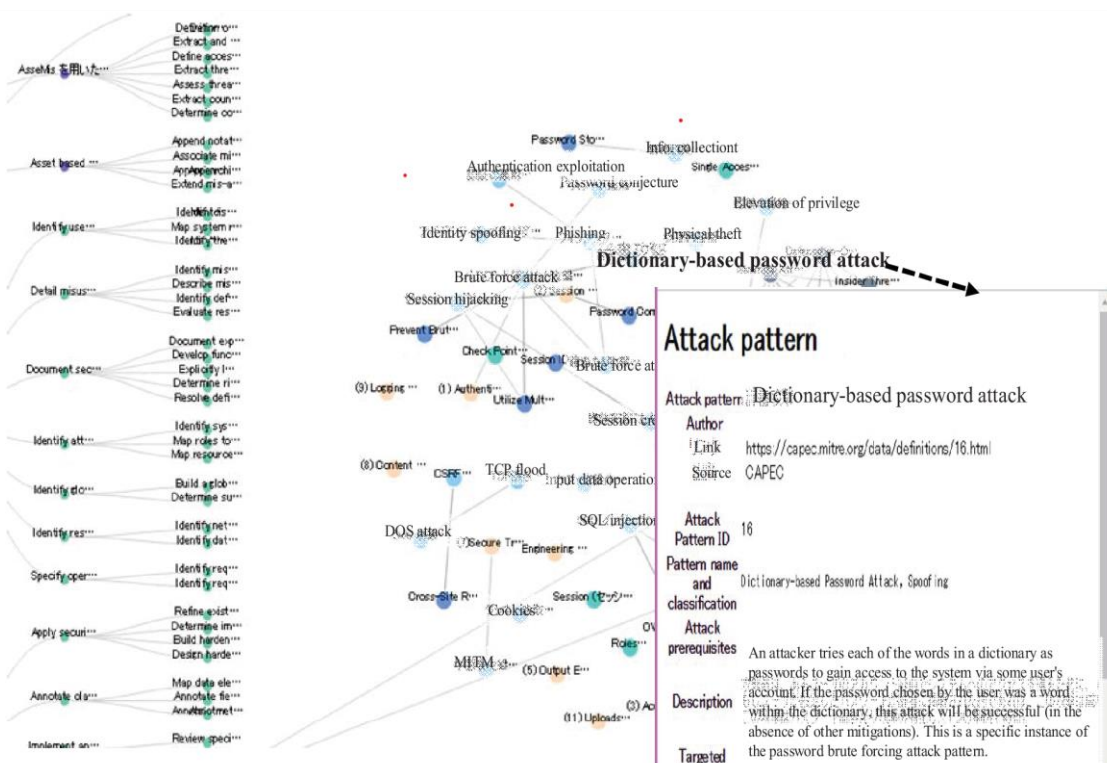 Extract and …
Define acces…
AsseMis を用いた…
Extract thre…
Assess threa…
Extract coun…
Determine co…
Append notat…
Associate mi…
Asset based …
Extend mis-a…
Identify use…
Map system r…
Identify mis…
Detail misus…
Describe mis…
Identify def…
Evaluate res…
Document exp…
Develop func…
Document sec…
Explicitly l…
Determine ri…
Resolve defi…
Identify sys…
Identify att…
Map roles to…
Map resource…
Build a glob…
Identify glo…
Determine su…
Identify net…
Identify res…
Identify dat…
Identify req…
Specify oper…
Identify req…
Refine exist…
Determine im…
Apply securi…
Build harden…
Design harde…
Map data ele…
Annotate cla…
Annotate fie…
Review speci…
Implement an…
Password Sto…
Info. collectiont
Authentication exploitation
Single Acces…
Password conjecture
Elevation of privilege
Identity spoofing
Phishing
Physical theft
Dictionary-based password attack
Insider Thre…
Brute force attack
(2) Session
Session hijacking
Password Com
Prevent Brut…
Check Point…
Session ID
Brute force at
(9) Logging …
(1) Authenti…
Utilize Mult…
Session cre
(8) Content …
CSRF…
TCP flood
Input data operatio
DOS attack
SQL injection
Secure Tr…
Engineering …
Cross-Site R…
Cookies
Session (セッシ…
Roles…
MITM
(5) Output E…
(11) Uploads…
(3) Ac
Attack pattern
Attack pattern Dictionary-based password attack
Author
Link https://capec.mitre.org/data/definitions/16.html
Source CAPEC
Attack Pattern ID 16
Pattern name and classification Dictionary-based Password Attack, Spoofing
Attack prerequisites
Description An attacker tries each of the words in a dictionary as
passwords to gain access to the system via some user's
account. If the password chosen by the user was a word
within the dictionary, this attack will be successful (in the
absence of other mitigations). This is a specific instance of
the password brute forcing attack pattern.
Targeted